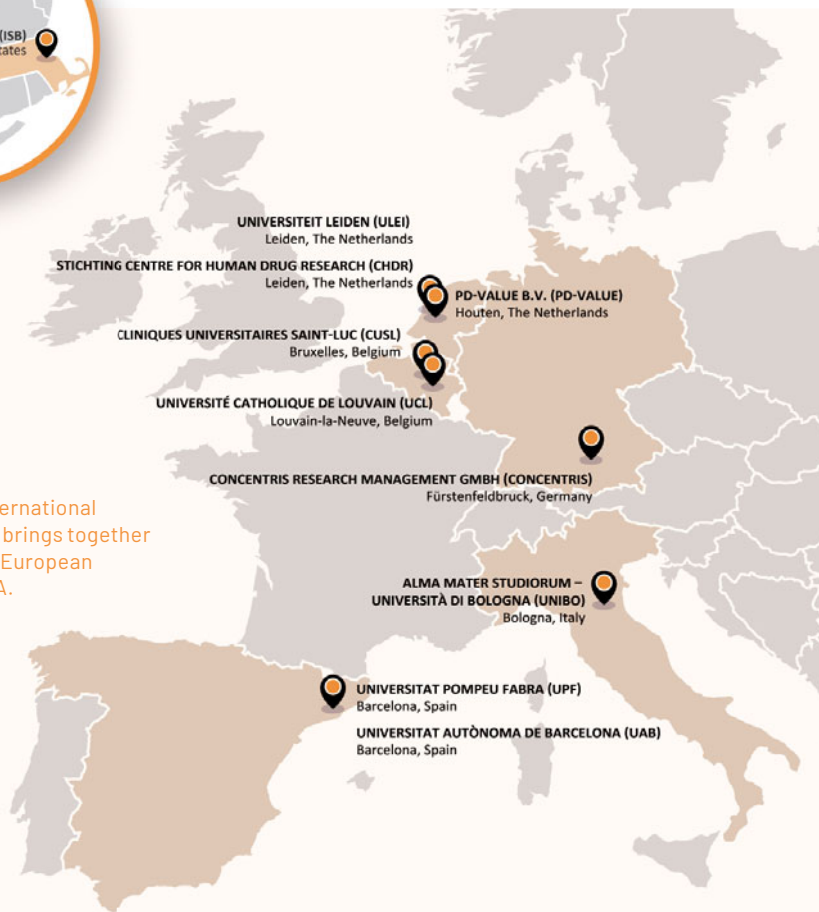 (ISB)
UNIVERSITEIT LEIDEN (ULEI)
Leiden, The Netherlands
STICHTING CENTRE FOR HUMAN DRUG RESEARCH (CHDR)
Leiden, The Netherlands
PD-VALUE B.V. (PD-VALUE)
Houten, The Netherlands
CLINIQUES UNIVERSITAIRES SAINT-LUC (CUSL)
Bruxelles, Belgium
UNIVERSITÉ CATHOLIQUE DE LOUVAIN (UCL)
Louvain-la-Neuve, Belgium
CONCENTRIS RESEARCH MANAGEMENT GMBH (CONCENTRIS)
Fürstenfeldbruck, Germany
brings together
European
ALMA MATER STUDIORUM –
UNIVERSITÀ DI BOLOGNA (UNIBO)
Bologna, Italy
UNIVERSITAT POMPEU FABRA (UPF)
Barcelona, Spain
UNIVERSITAT AUTÒNOMA DE BARCELONA (UAB)
Barcelona, Spain